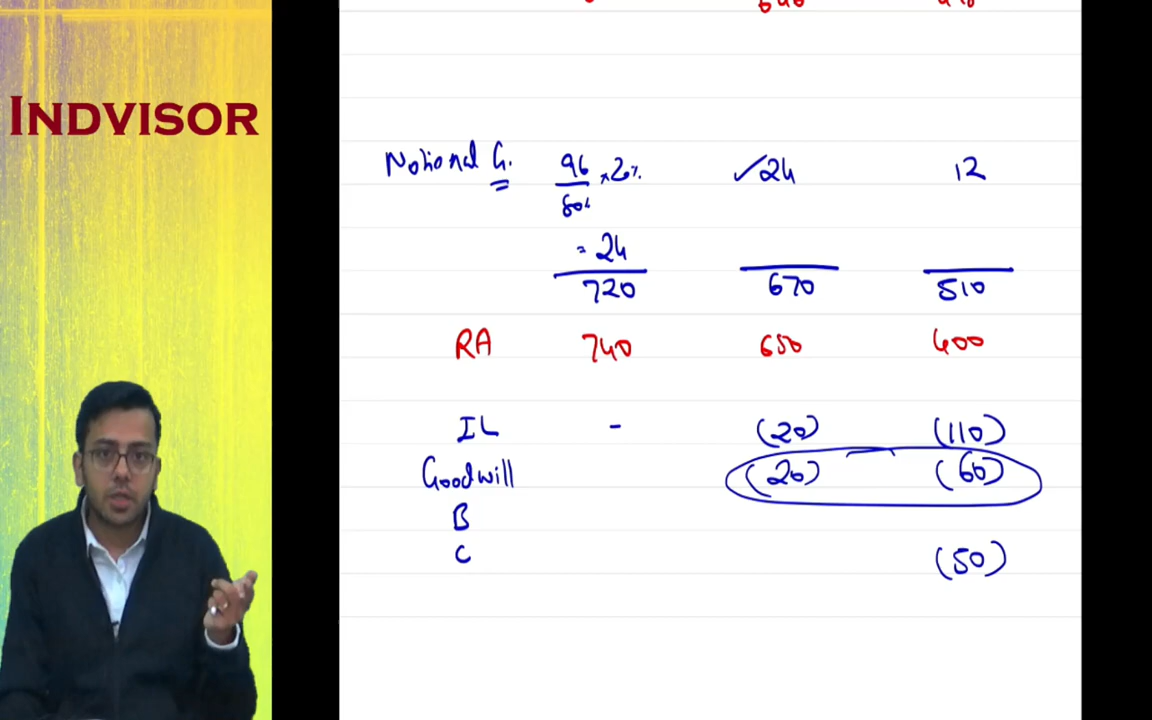 INDVISOR
Notional G. 96/80% × 20% ✓24 12
= 24
720 670 510
RA 740 650 400
IL - (20) (110)
Goodwill (20) (60)
B
C (50)